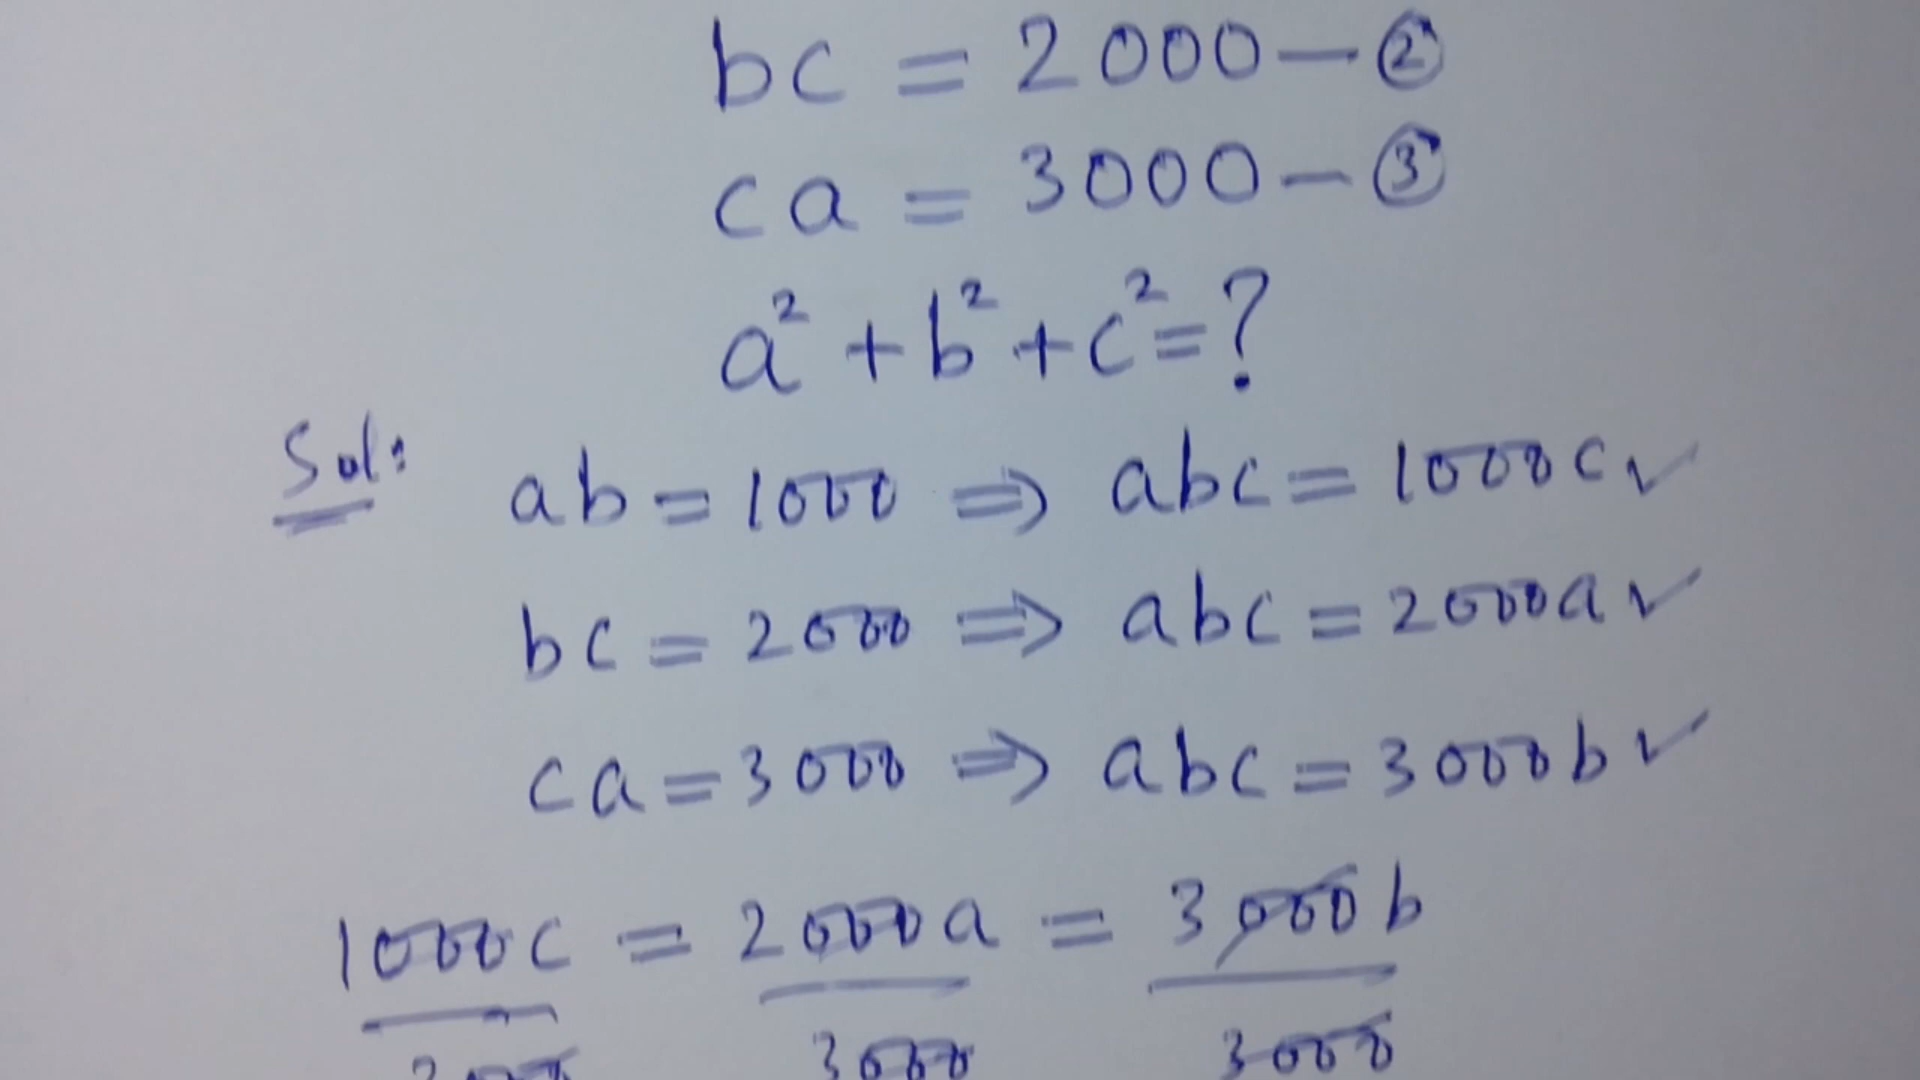 bc = 2000 — ②
ca = 3000 — ③
a² + b² + c² = ?
Sol:
ab = 1000 ⇒ abc = 1000c ✓
bc = 2000 ⇒ abc = 2000a ✓
ca = 3000 ⇒ abc = 3000b ✓
1000c = 2000a = 3000b
3000 3000 3000